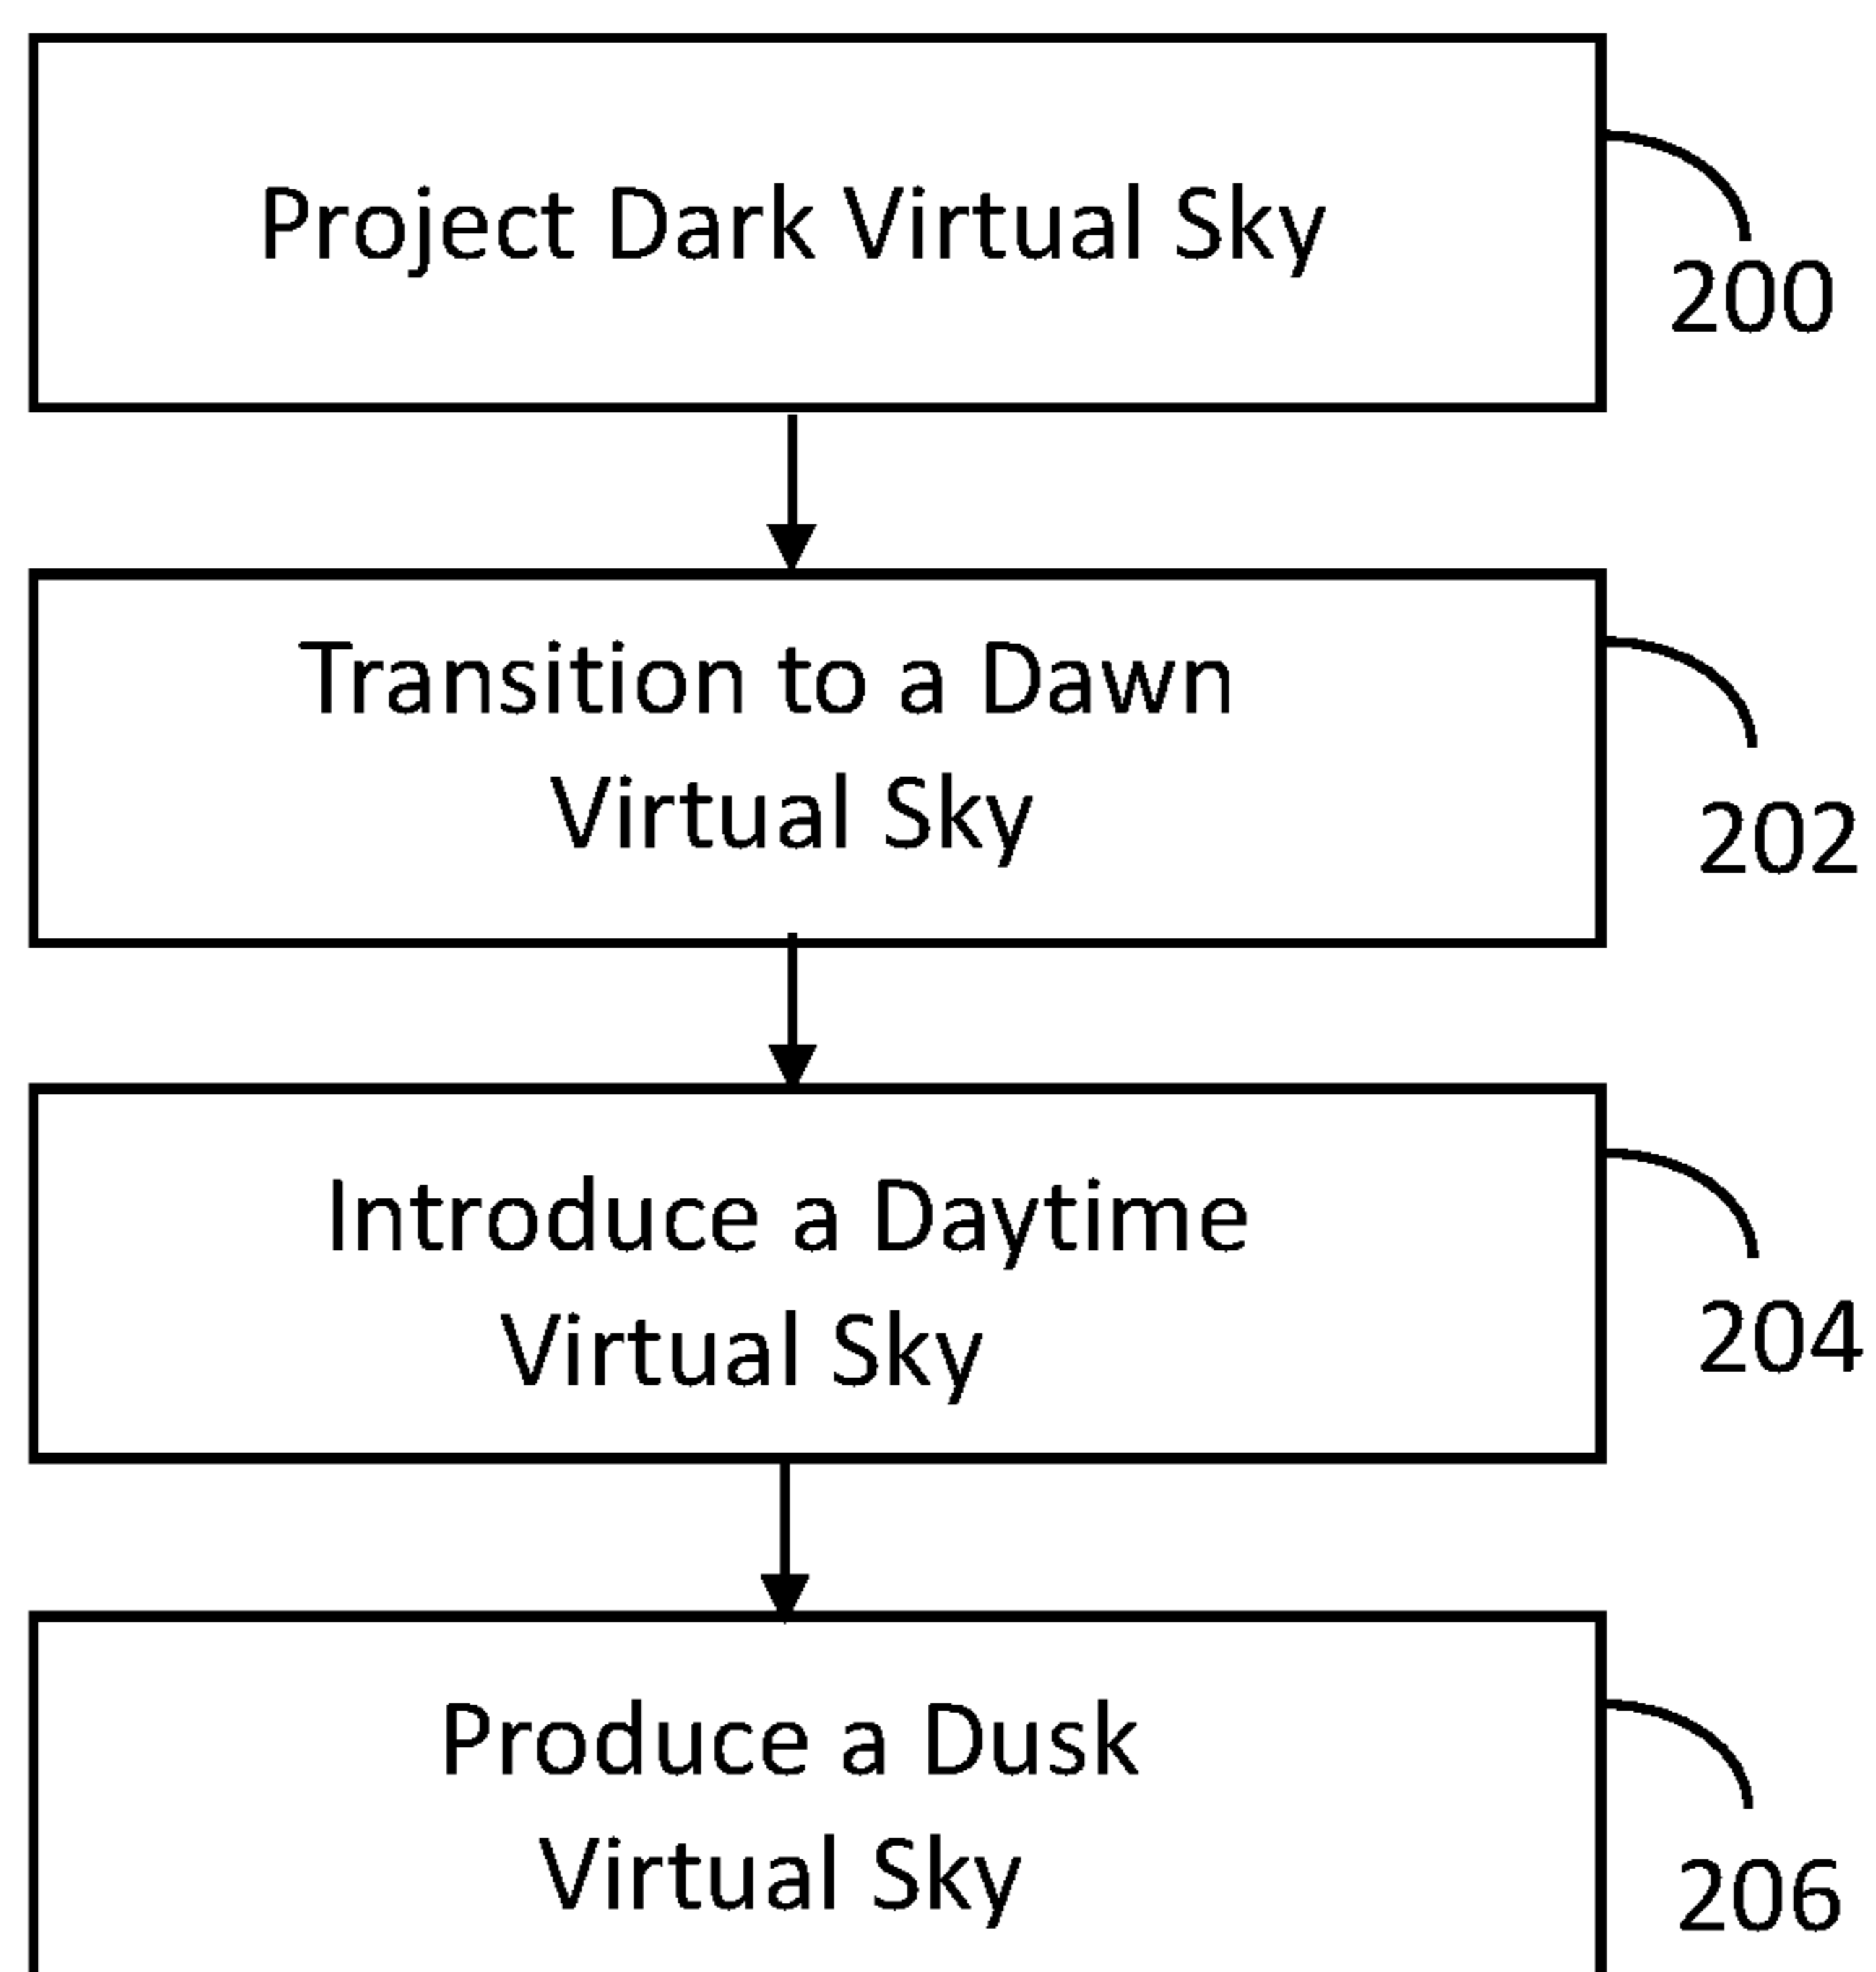 Project Dark Virtual Sky
200
Transition to a Dawn
Virtual Sky
202
Introduce a Daytime
Virtual Sky
204
Produce a Dusk
Virtual Sky
206